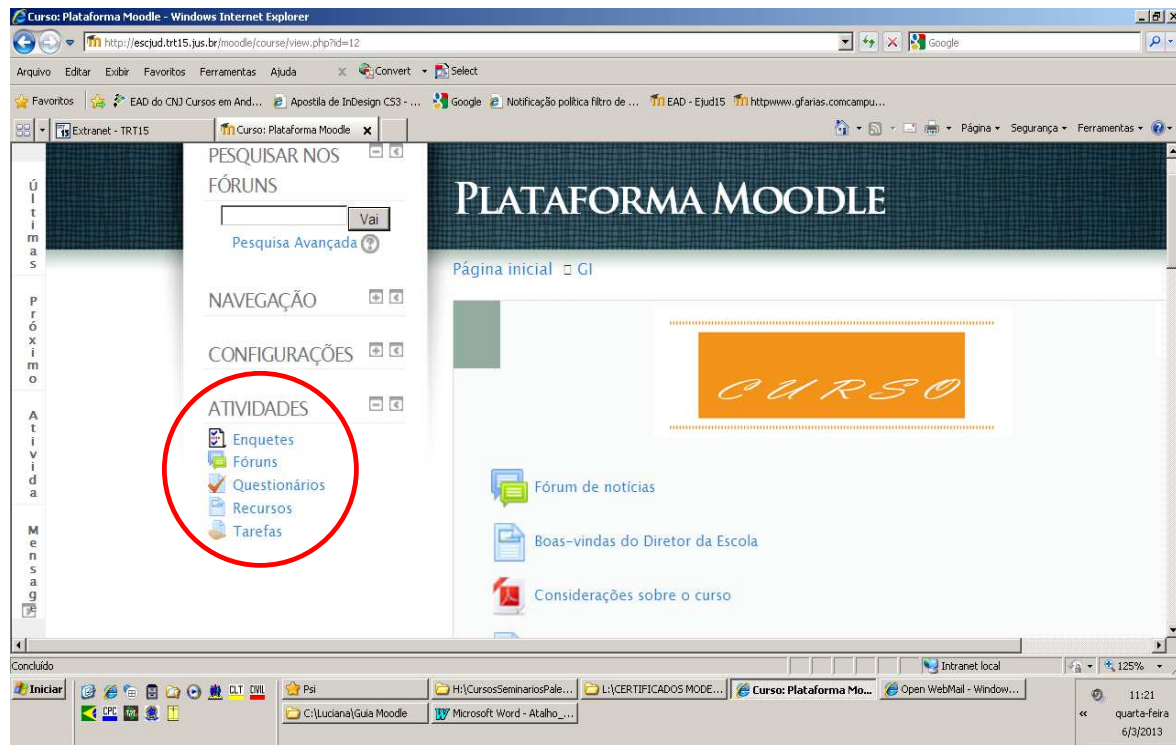 Curso: Plataforma Moodle - Windows Internet Explorer
http://escjud.trt15.jus.br/moodle/course/view.php?id=12
Google
Arquivo Editar Exibir Favoritos Ferramentas Ajuda x Convert Select
Favoritos EAD do CNJ Cursos em And... Apostila de InDesign CS3 - ... Google Notificação política filtro de ... EAD - Ejud15 httpwww.gfarias.comcampu...
Extranet - TRT15 Curso: Plataforma Moodle x Página Segurança Ferramentas
Últimas
Próximo
Ativida
Mensage
PESQUISAR NOS
FÓRUNS
Vai
Pesquisa Avançada
NAVEGAÇÃO
CONFIGURAÇÕES
ATIVIDADES
Enquetes
Fóruns
Questionários
Recursos
Tarefas
PLATAFORMA MOODLE
Página inicial GI
CURSO
Fórum de notícias
Boas-vindas do Diretor da Escola
Considerações sobre o curso
Concluído Intranet local 125%
Iniciar CLT CIVIL Psi H:\CursosSeminariosPale... L:\CERTIFICADOS MODE... Curso: Plataforma Mo... Open WebMail - Window... 11:21
CPC C:\Luciana\Guia Moodle Microsoft Word - Atalho_... quarta-feira
6/3/2013